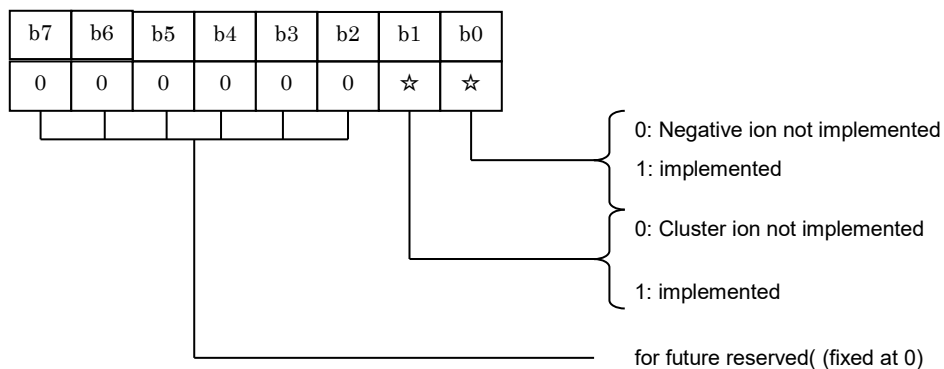 b7 b6 b5 b4 b3 b2 b1 b0
0 0 0 0 0 0 ☆ ☆
0: Negative ion not implemented
1: implemented
0: Cluster ion not implemented
1: implemented
for future reserved( (fixed at 0)